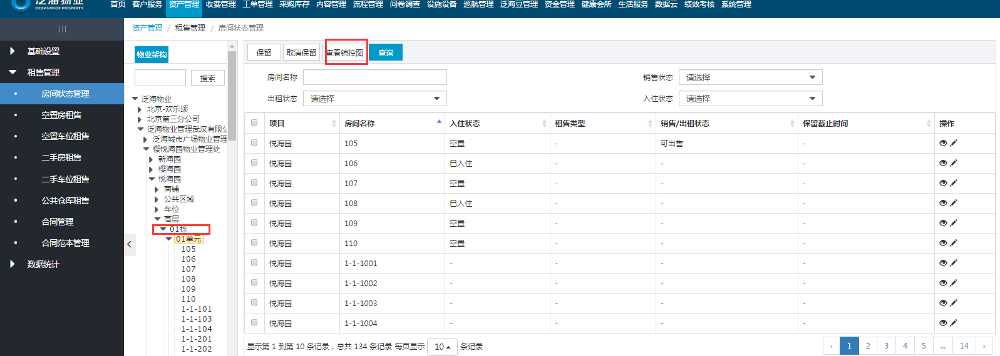 泛海物业
OCEANWIDE PROPERTY
首页 客户服务 资产管理 收费管理 工单管理 采购库存 内容管理 流程管理 问卷调查 设施设备 巡航管理 泛海豆管理 资金管理 健康会所 生活服务 数据云 绩效考核 系统管理
基础设置
租售管理
房间状态管理
空置房租售
空置车位租售
二手房租售
二手车位租售
公共仓库租售
合同管理
合同范本管理
数据统计
资产管理 / 租售管理 / 房间状态管理
物业架构
搜索
泛海物业
北京-欢乐颂
北京第三分公司
泛海物业管理武汉有限公
泛海城市广场物业管理
樱悦海园物业管理处
新海园
樱海园
悦海园
商铺
公共区域
车位
高层
01栋
01单元
105
106
107
108
109
110
1-1-101
1-1-103
1-1-104
1-1-201
1-1-202
保留 取消保留 查看销控图 查询
房间名称 销售状态 请选择
出租状态 请选择 入住状态 请选择
项目 房间名称 入住状态 租售类型 销售/出租状态 保留截止时间 操作
悦海园 105 空置 - 可出售 -
悦海园 106 已入住 - - -
悦海园 107 空置 - - -
悦海园 108 已入住 - - -
悦海园 109 空置 - - -
悦海园 110 空置 - - -
悦海园 1-1-1001 - - - -
悦海园 1-1-1002 - - - -
悦海园 1-1-1003 - - - -
悦海园 1-1-1004 - - - -
显示第 1 到第 10 条记录，总共 134 条记录 每页显示 10 条记录
‹ 1 2 3 4 5 ... 14 ›